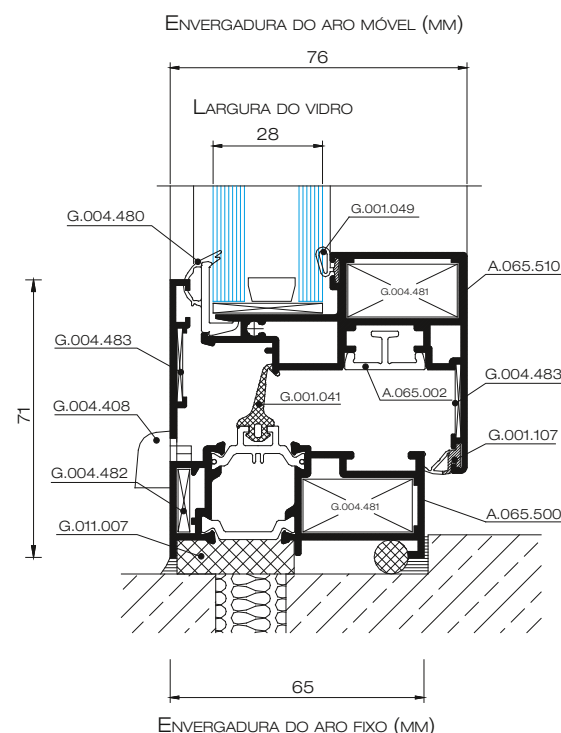 ENVERGADURA DO ARO MÓVEL (MM)
76
LARGURA DO VIDRO
28
G.004.480
G.001.049
A.065.510
G.004.481
G.004.483
G.001.041
A.065.002
G.004.483
71
G.004.408
G.001.107
G.004.482
G.004.481
A.065.500
G.011.007
65
ENVERGADURA DO ARO FIXO (MM)